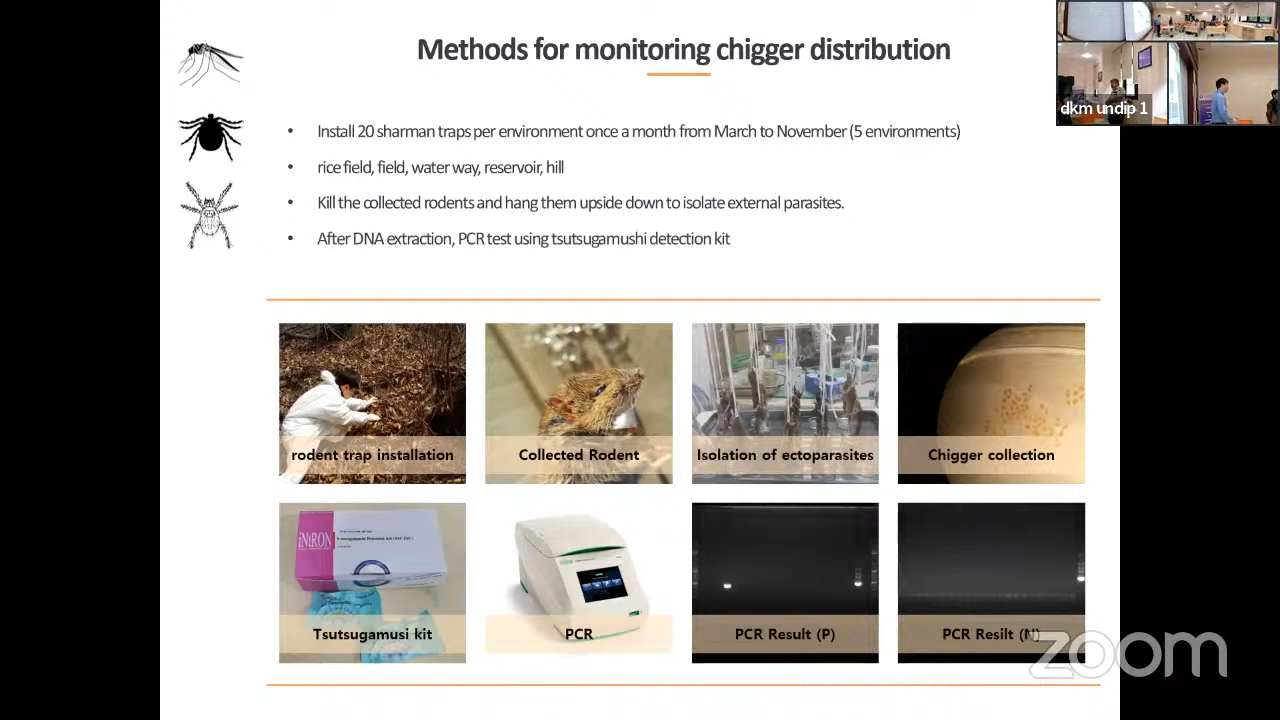 Methods for monitoring chigger distribution
dkm undip 1
• Install 20 sharman traps per environment once a month from March to November (5 environments)
• rice field, field, water way, reservoir, hill
• Kill the collected rodents and hang them upside down to isolate external parasites.
• After DNA extraction, PCR test using tsutsugamushi detection kit
rodent trap installation
Collected Rodent
Isolation of ectoparasites
Chigger collection
iNtRON
Tsutsugamusi kit
PCR
PCR Result (P)
PCR Resilt (N)
zoom